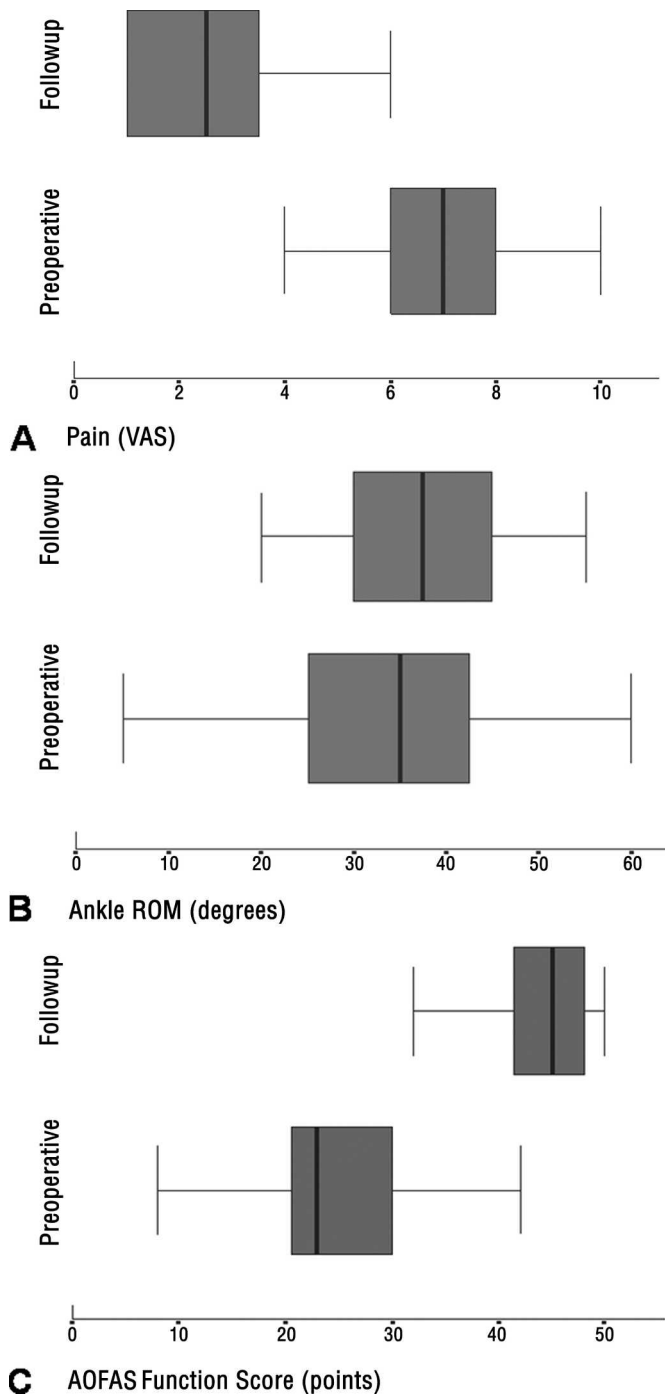 Followup
Preoperative
0 2 4 6 8 10
A Pain (VAS)
Followup
Preoperative
0 10 20 30 40 50 60
B Ankle ROM (degrees)
Followup
Preoperative
0 10 20 30 40 50
C AOFAS Function Score (points)